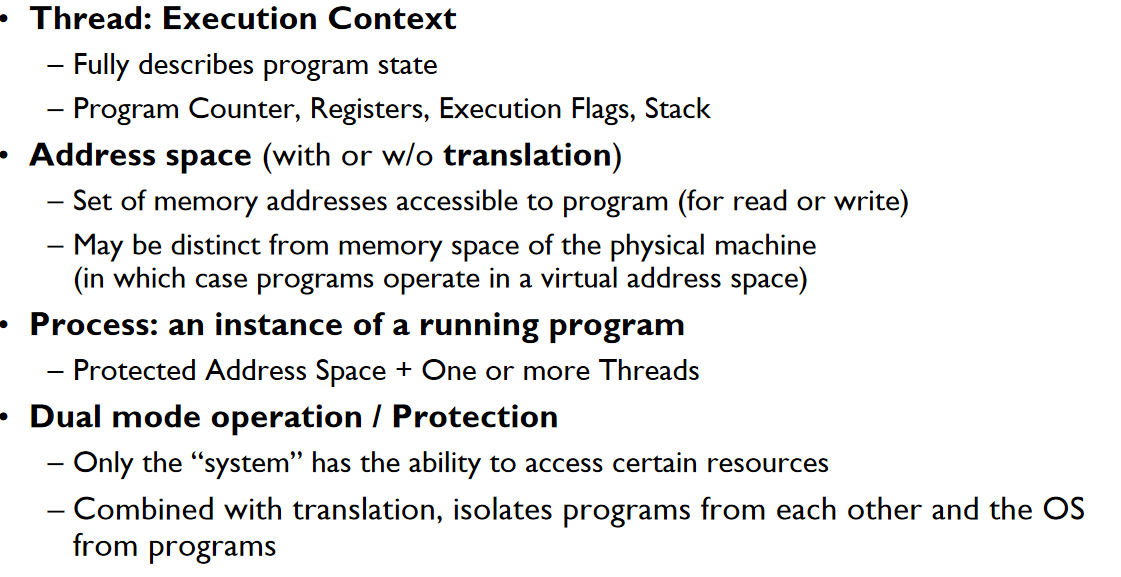 • Thread: Execution Context
– Fully describes program state
– Program Counter, Registers, Execution Flags, Stack
• Address space (with or w/o translation)
– Set of memory addresses accessible to program (for read or write)
– May be distinct from memory space of the physical machine
(in which case programs operate in a virtual address space)
• Process: an instance of a running program
– Protected Address Space + One or more Threads
• Dual mode operation / Protection
– Only the “system” has the ability to access certain resources
– Combined with translation, isolates programs from each other and the OS
from programs